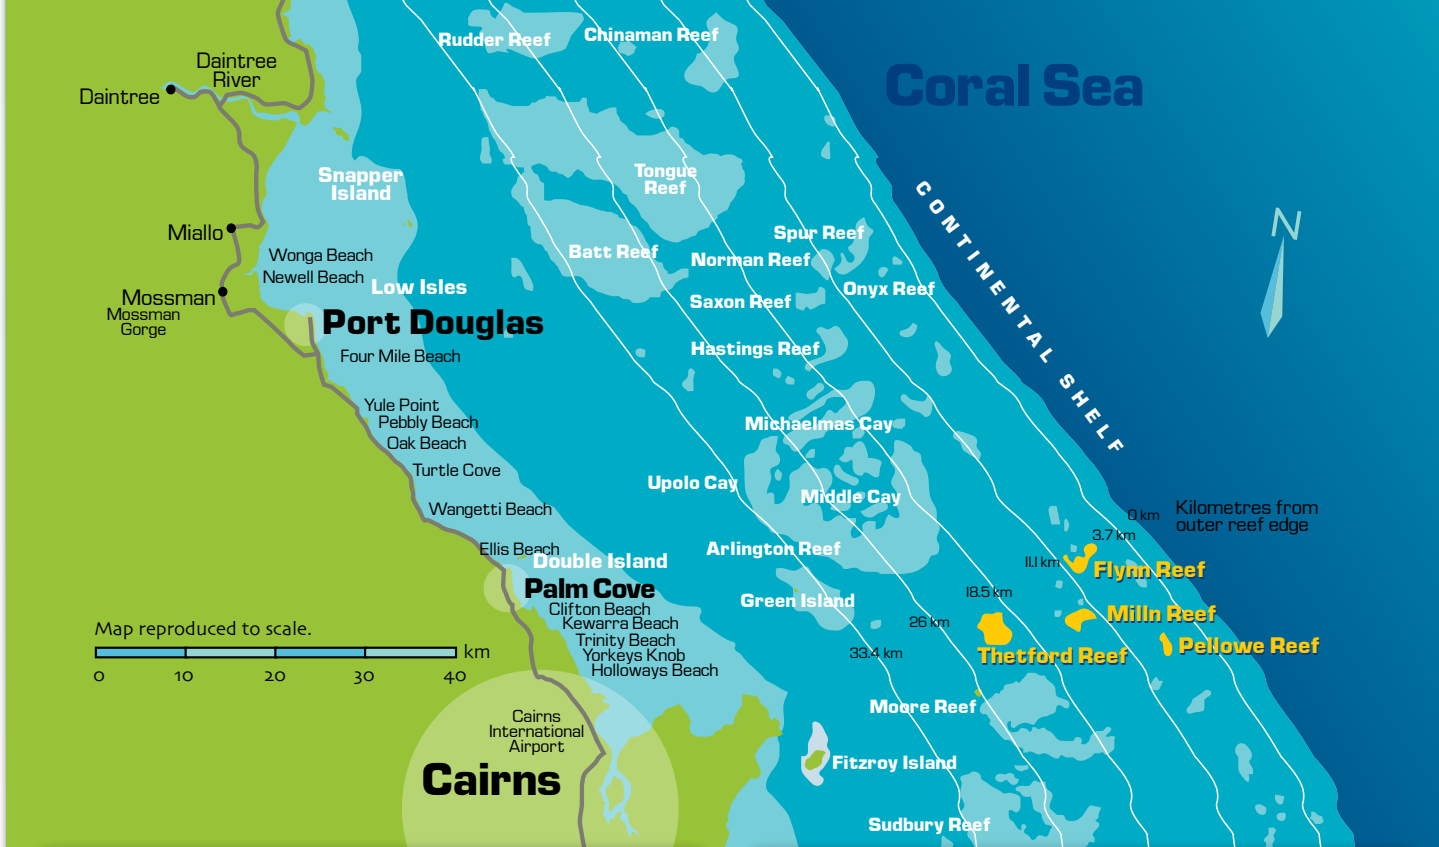 Rudder Reef
Chinaman Reef
Coral Sea
Daintree
River
Daintree
Snapper
Island
Tongue
Reef
CONTINENTAL SHELF
N
Miallo
Spur Reef
Wonga Beach
Batt Reef
Norman Reef
Newell Beach
Low Isles
Onyx Reef
Mossman
Saxon Reef
Mossman
Gorge
Port Douglas
Four Mile Beach
Hastings Reef
Yule Point
Pebbly Beach
Michaelmas Cay
Oak Beach
Turtle Cove
Upolo Cay
Middle Cay
Wangetti Beach
0 km
Kilometres from
outer reef edge
3.7 km
Ellis Beach
Arlington Reef
Double Island
11.1 km
Flynn Reef
Palm Cove
18.5 km
Green Island
Clifton Beach
Kewarra Beach
26 km
Milln Reef
Map reproduced to scale.
Trinity Beach
Yorkeys Knob
Holloways Beach
33.4 km
Thetford Reef
Pellowe Reef
km
0 10 20 30 40
Moore Reef
Cairns
International
Airport
Fitzroy Island
Cairns
Sudbury Reef